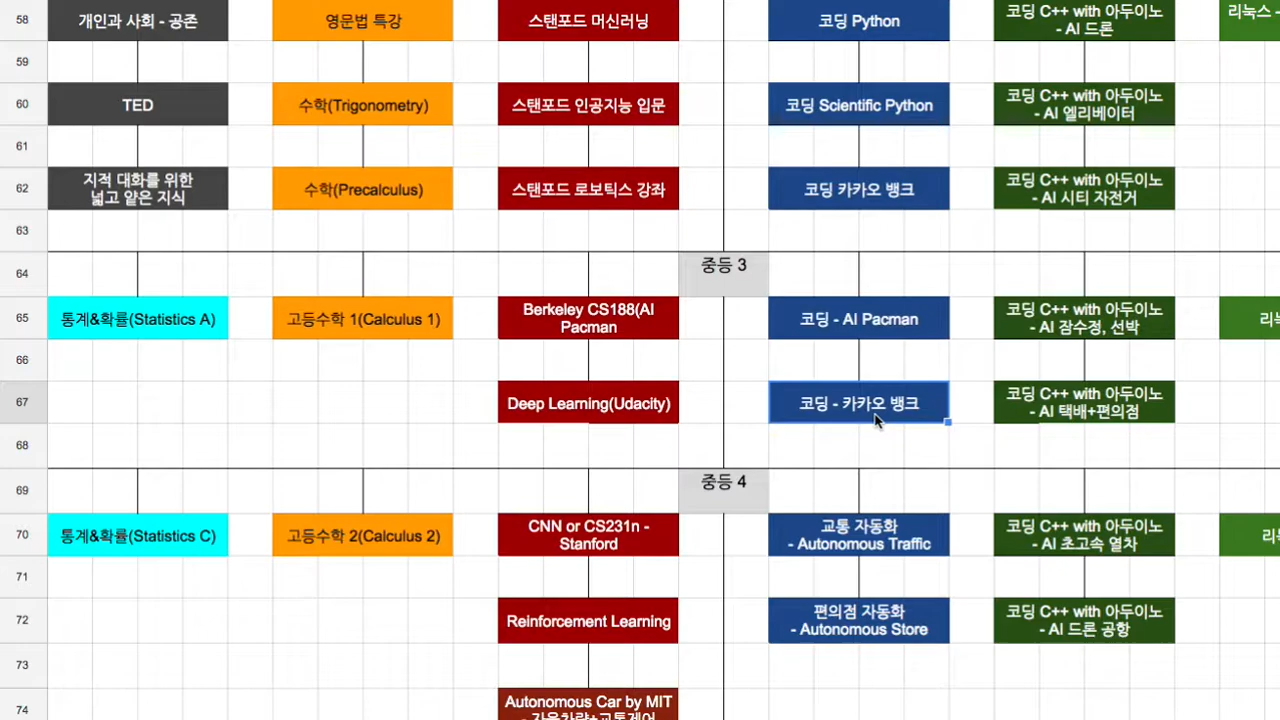 58
개인과 사회 - 공존
영문법 특강
스탠포드 머신러닝
코딩 Python
코딩 C++ with 아두이노
- AI 드론
리눅스 -
59
60
TED
수학(Trigonometry)
스탠포드 인공지능 입문
코딩 Scientific Python
코딩 C++ with 아두이노
- AI 엘리베이터
61
62
지적 대화를 위한
넓고 얕은 지식
수학(Precalculus)
스탠포드 로보틱스 강좌
코딩 카카오 뱅크
코딩 C++ with 아두이노
- AI 시티 자전거
63
64
중등 3
65
통계&확률(Statistics A)
고등수학 1(Calculus 1)
Berkeley CS188(AI
Pacman
코딩 - AI Pacman
코딩 C++ with 아두이노
- AI 잠수정, 선박
66
67
Deep Learning(Udacity)
코딩 - 카카오 뱅크
코딩 C++ with 아두이노
- AI 택배+편의점
68
69
중등 4
70
통계&확률(Statistics C)
고등수학 2(Calculus 2)
CNN or CS231n -
Stanford
교통 자동화
- Autonomous Traffic
코딩 C++ with 아두이노
- AI 초고속 열차
71
72
Reinforcement Learning
편의점 자동화
- Autonomous Store
코딩 C++ with 아두이노
- AI 드론 공항
73
74
Autonomous Car by MIT